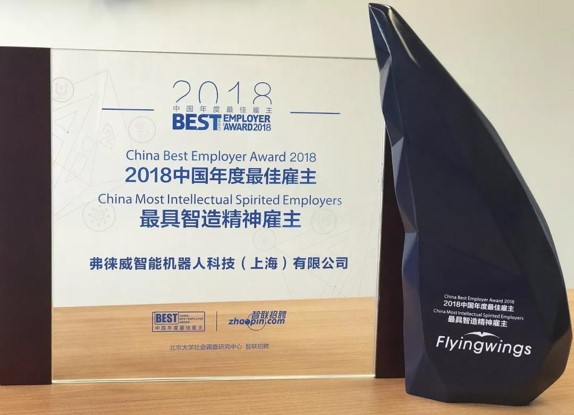 2018
中国年度最佳雇主
BEST EMPLOYER AWARD2018
China Best Employer Award 2018
2018中国年度最佳雇主
China Most Intellectual Spirited Employers
最具智造精神雇主
弗徕威智能机器人科技（上海）有限公司
BEST
中国年度最佳雇主
智联招聘
zhaopin.com
北京大学社会调查研究中心 智联招聘
China Best Employer Award 2018
2018中国年度最佳雇主
China Most Intellectual Spirited Employers
最具智造精神雇主
Flyingwings